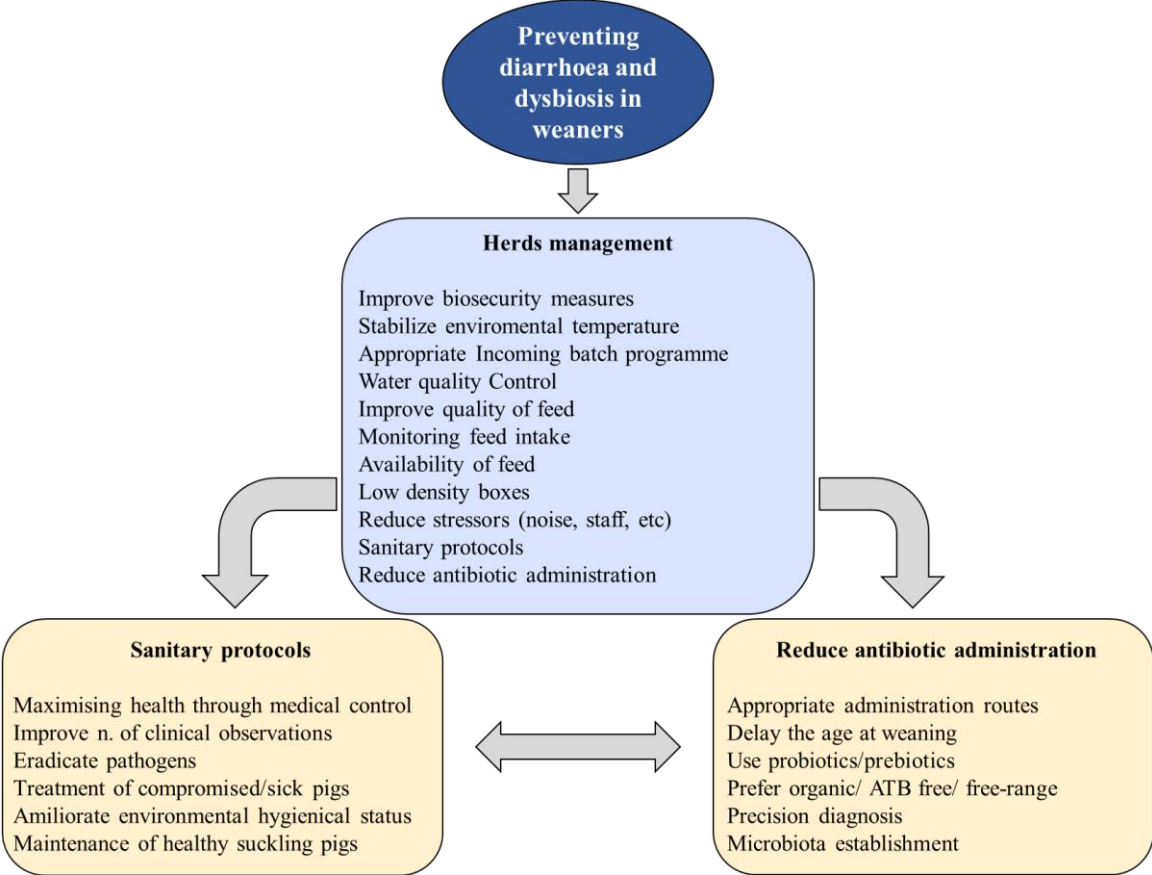 Preventing
diarrhoea and
dysbiosis in
weaners
Herds management
Improve biosecurity measures
Stabilize enviromental temperature
Appropriate Incoming batch programme
Water quality Control
Improve quality of feed
Monitoring feed intake
Availability of feed
Low density boxes
Reduce stressors (noise, staff, etc)
Sanitary protocols
Reduce antibiotic administration
Sanitary protocols
Maximising health through medical control
Improve n. of clinical observations
Eradicate pathogens
Treatment of compromised/sick pigs
Amiliorate environmental hygienical status
Maintenance of healthy suckling pigs
Reduce antibiotic administration
Appropriate administration routes
Delay the age at weaning
Use probiotics/prebiotics
Prefer organic/ ATB free/ free-range
Precision diagnosis
Microbiota establishment